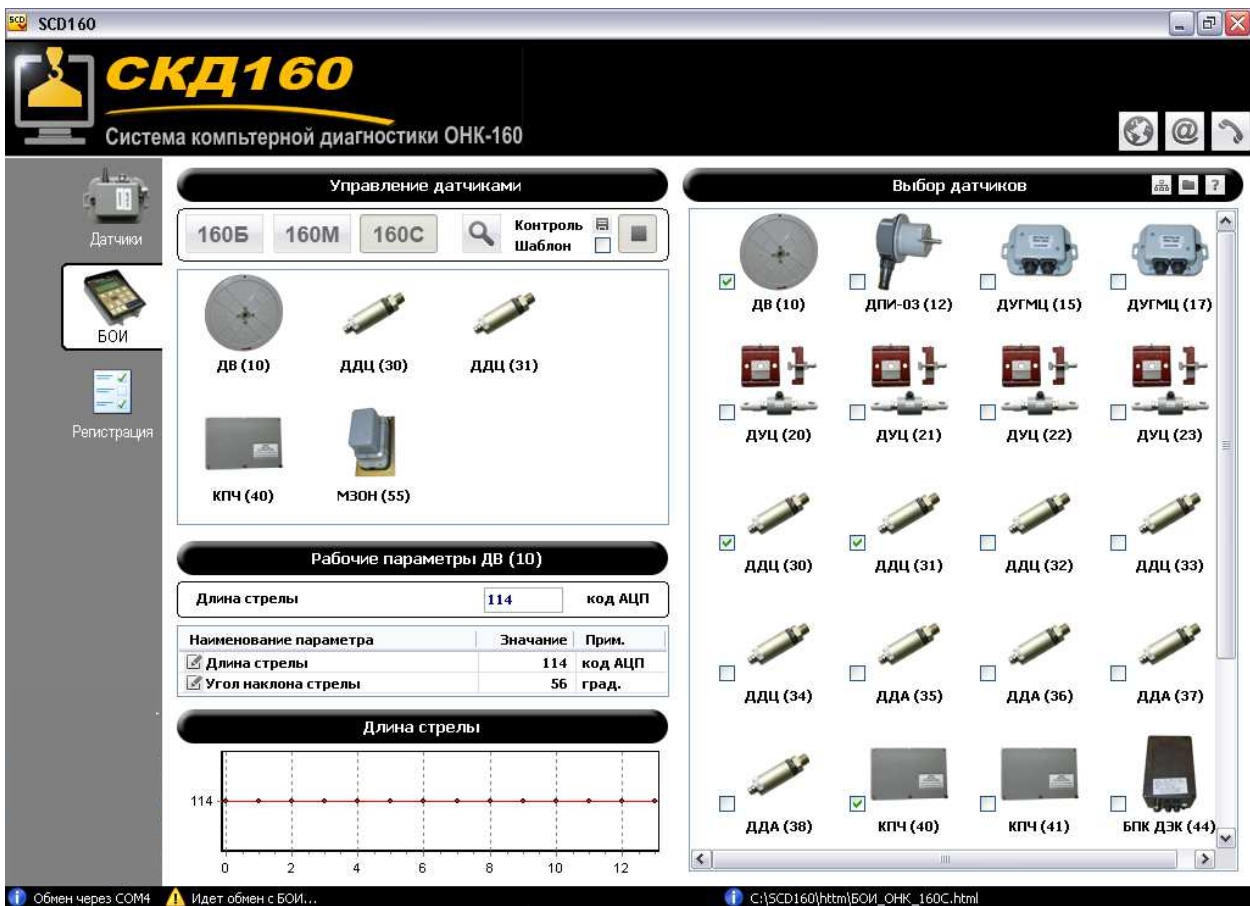 SCD160
СКД160
Система компьтерной диагностики ОНК-160
Датчики
БОИ
Регистрация
Управление датчиками
160Б 160М 160С Контроль
Шаблон
ДВ (10) ДДЦ (30) ДДЦ (31)
КПЧ (40) МЗОН (55)
Рабочие параметры ДВ (10)
Длина стрелы 114 код АЦП
Наименование параметра Значание Прим.
Длина стрелы 114 код АЦП
Угол наклона стрелы 56 град.
Длина стрелы
114
0 2 4 6 8 10 12
Выбор датчиков ?
ДВ (10) ДПИ-03 (12) ДУГМЦ (15) ДУГМЦ (17)
ДУЦ (20) ДУЦ (21) ДУЦ (22) ДУЦ (23)
ДДЦ (30) ДДЦ (31) ДДЦ (32) ДДЦ (33)
ДДЦ (34) ДДА (35) ДДА (36) ДДА (37)
ДДА (38) КПЧ (40) КПЧ (41) БПК ДЭК (44)
Обмен через COM4 Идет обмен с БОИ... C:\SCD160\httm\БОИ_ОНК_160С.html